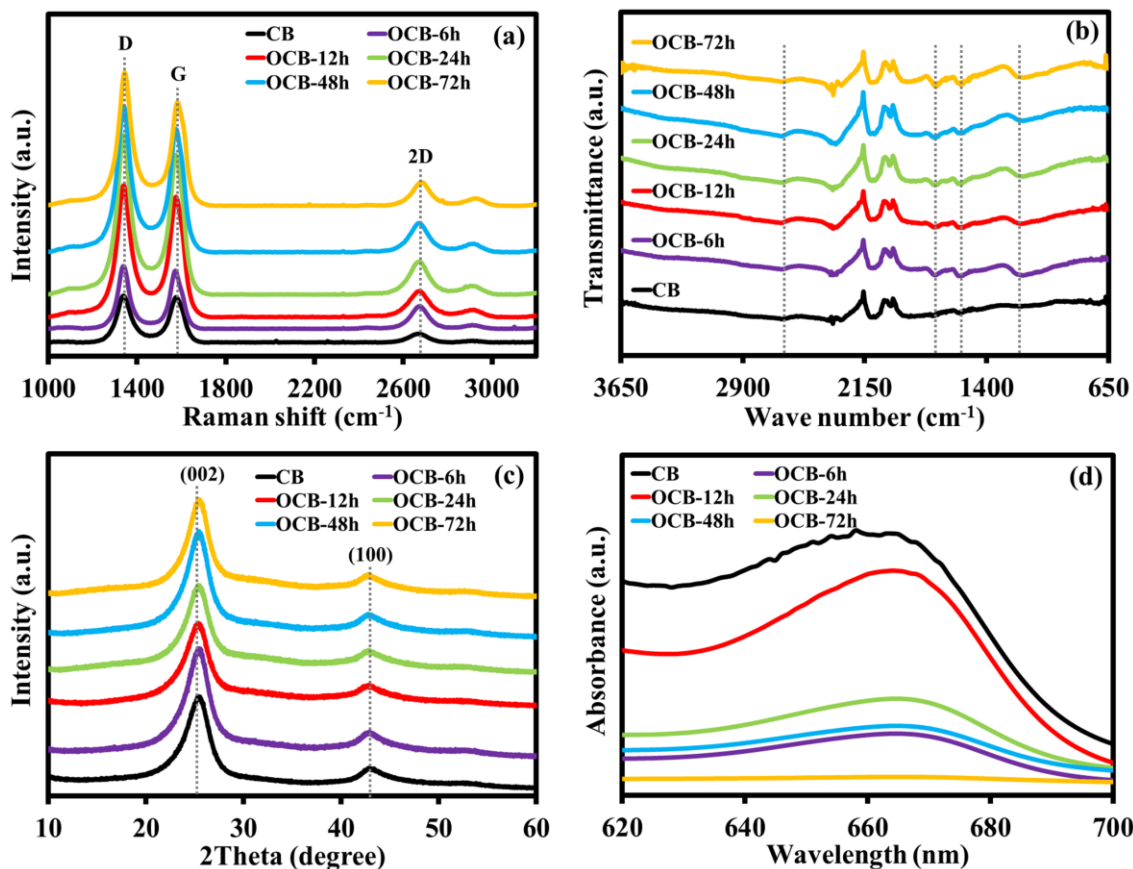 (a)
D
G
2D
CB OCB-6h
OCB-12h OCB-24h
OCB-48h OCB-72h
Intensity (a.u.)
1000 1400 1800 2200 2600 3000
Raman shift (cm-1)
(b)
OCB-72h
OCB-48h
OCB-24h
OCB-12h
OCB-6h
CB
Transmittance (a.u.)
3650 2900 2150 1400 650
Wave number (cm-1)
(c)
(002)
(100)
CB OCB-6h
OCB-12h OCB-24h
OCB-48h OCB-72h
Intensity (a.u.)
10 20 30 40 50 60
2Theta (degree)
(d)
CB OCB-6h
OCB-12h OCB-24h
OCB-48h OCB-72h
Absorbance (a.u.)
620 640 660 680 700
Wavelength (nm)